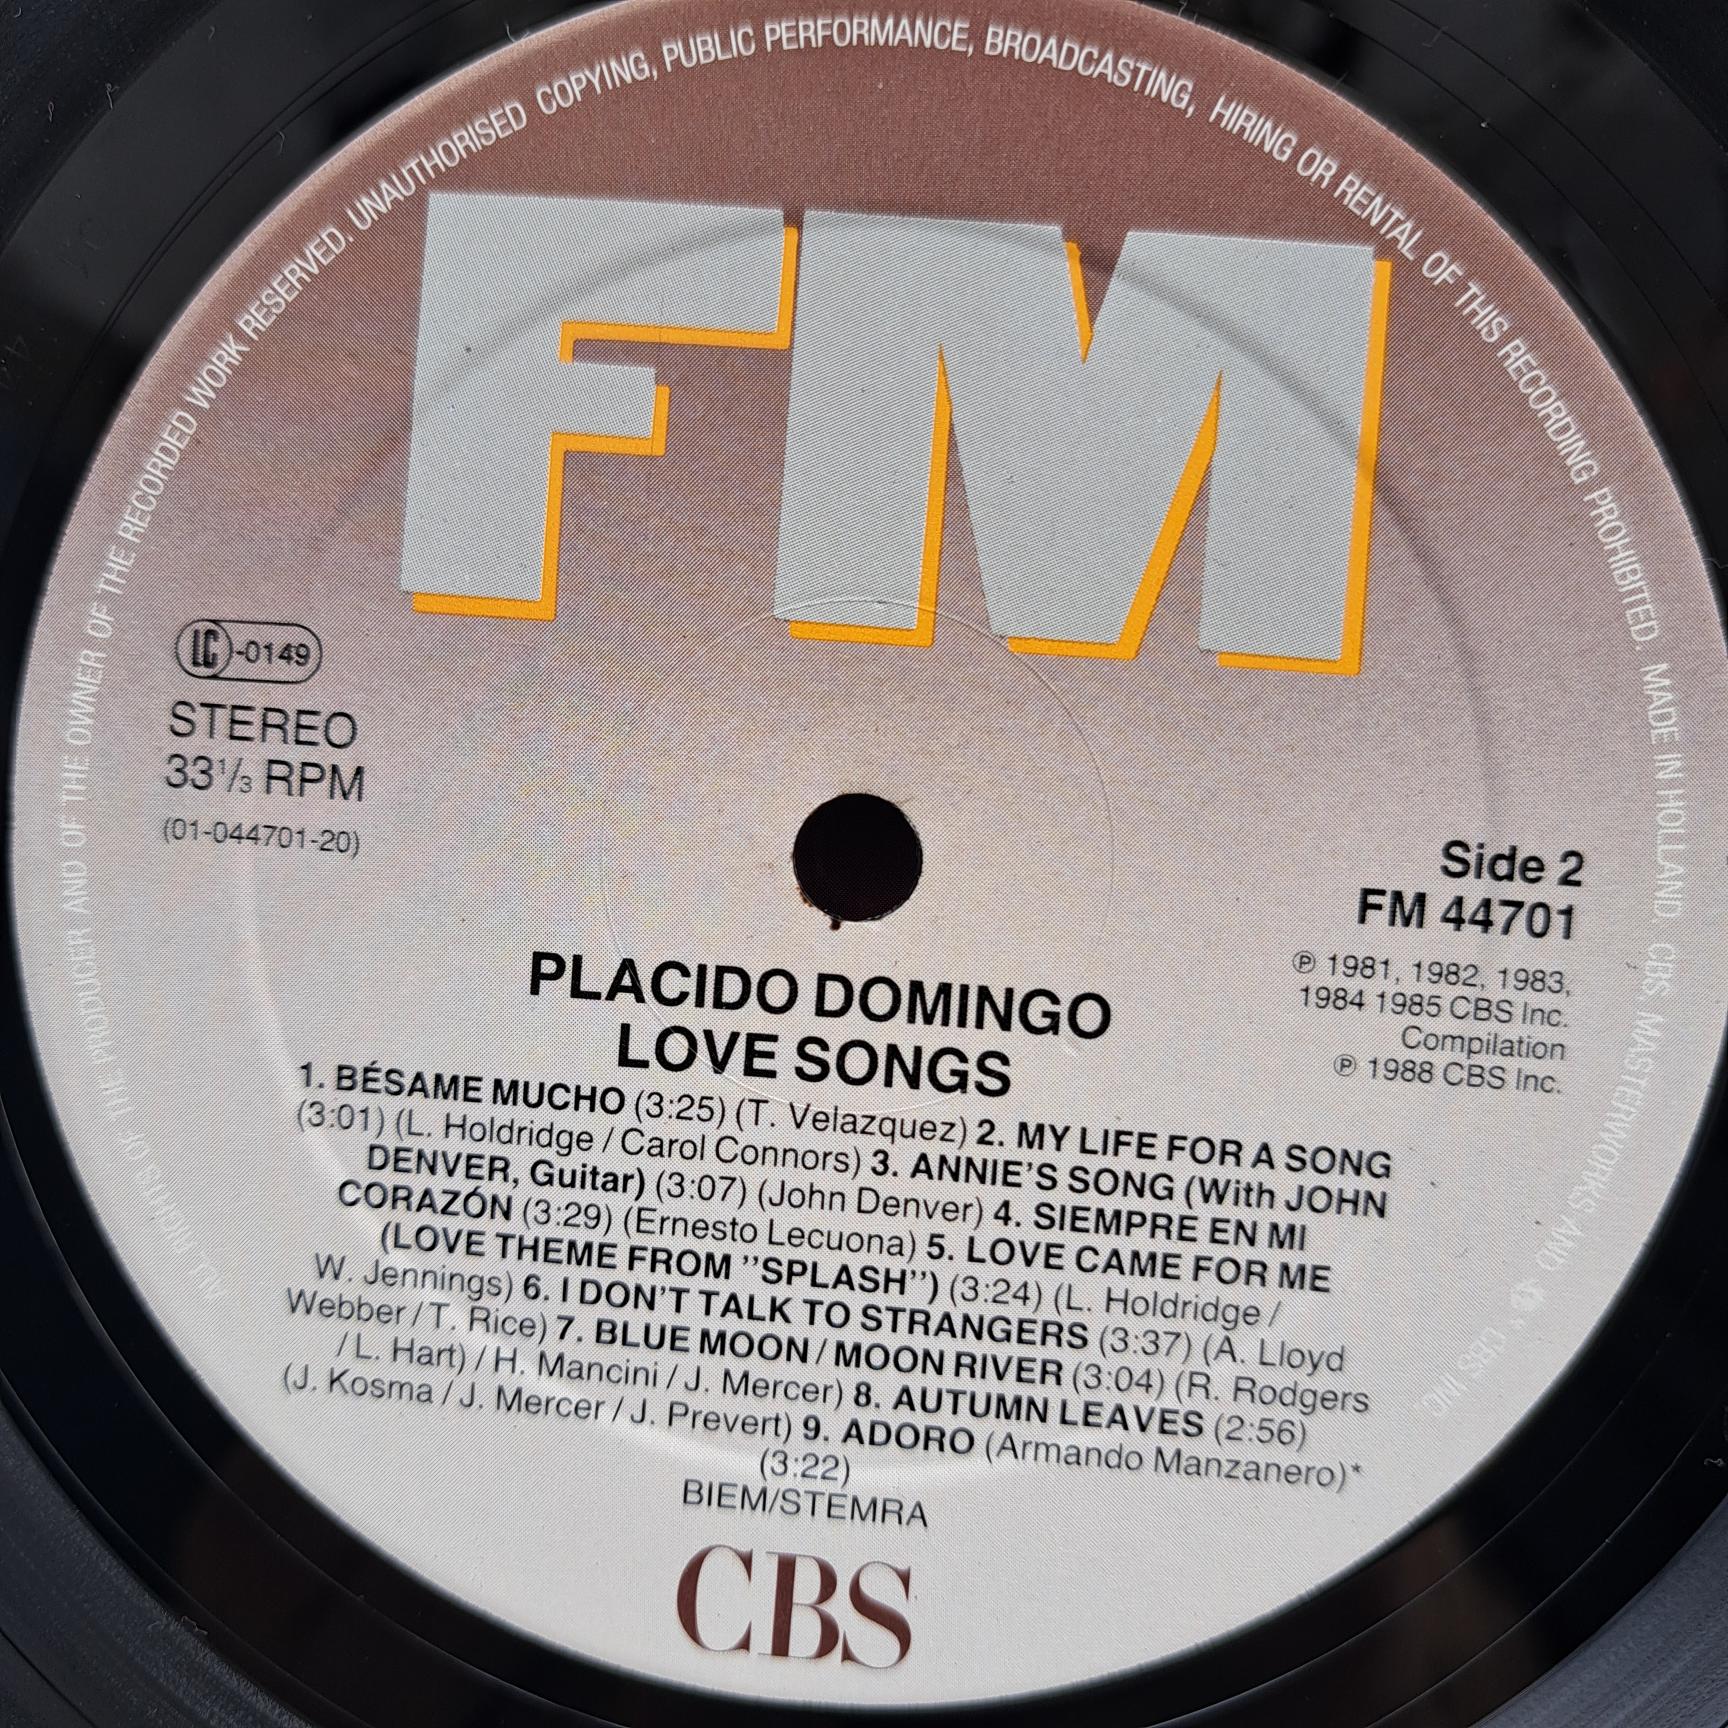 ALL RIGHTS OF THE PRODUCER AND OF THE OWNER OF THE RECORDED WORK RESERVED. UNAUTHORISED COPYING, PUBLIC PERFORMANCE, BROADCASTING, HIRING OR RENTAL OF THIS RECORDING PROHIBITED. MADE IN HOLLAND. CBS, MASTERWORKS AND CBS INC.
FM
LC-0149
STEREO
33⅓ RPM
(01-044701-20)
Side 2
FM 44701
℗ 1981, 1982, 1983,
1984 1985 CBS Inc.
Compilation
℗ 1988 CBS Inc.
PLACIDO DOMINGO
LOVE SONGS
1. BÉSAME MUCHO (3:25) (T. Velazquez) 2. MY LIFE FOR A SONG
(3:01) (L. Holdridge / Carol Connors) 3. ANNIE'S SONG (With JOHN
DENVER, Guitar) (3:07) (John Denver) 4. SIEMPRE EN MI
CORAZÓN (3:29) (Ernesto Lecuona) 5. LOVE CAME FOR ME
(LOVE THEME FROM "SPLASH") (3:24) (L. Holdridge /
W. Jennings) 6. I DON'T TALK TO STRANGERS (3:37) (A. Lloyd
Webber / T. Rice) 7. BLUE MOON / MOON RIVER (3:04) (R. Rodgers
/ L. Hart) / H. Mancini / J. Mercer) 8. AUTUMN LEAVES (2:56)
(J. Kosma / J. Mercer / J. Prevert) 9. ADORO (Armando Manzanero)*
(3:22)
BIEM/STEMRA
CBS